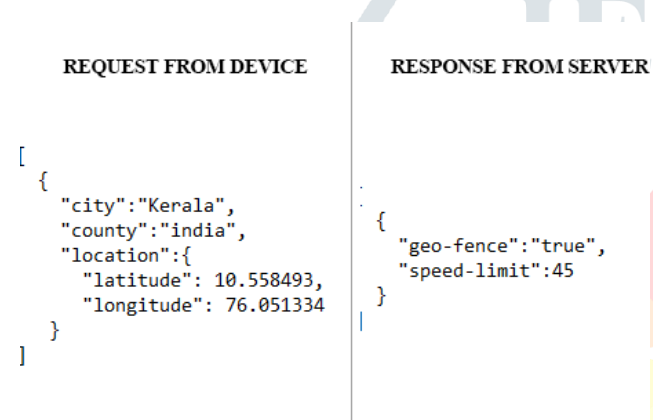 REQUEST FROM DEVICE
[
{
"city":"Kerala",
"county":"india",
"location":{
"latitude": 10.558493,
"longitude": 76.051334
}
]
RESPONSE FROM SERVER
{
"geo-fence":"true",
"speed-limit":45
}